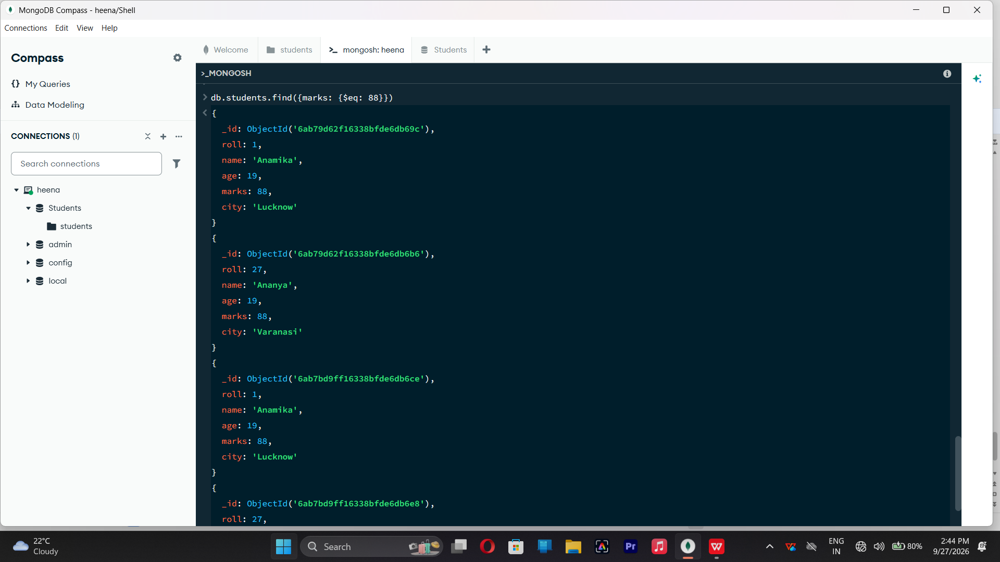 MongoDB Compass - heena/Shell
Connections Edit View Help
Compass
My Queries
Data Modeling
CONNECTIONS (1)
Search connections
heena
Students
students
admin
config
local
Welcome
students
>_ mongosh: heena
Students
>_MONGOSH
db.students.find({marks: {$eq: 88}})
{
_id: ObjectId('6ab79d62f16338bfde6db69c'),
roll: 1,
name: 'Anamika',
age: 19,
marks: 88,
city: 'Lucknow'
}
{
_id: ObjectId('6ab79d62f16338bfde6db6b6'),
roll: 27,
name: 'Ananya',
age: 19,
marks: 88,
city: 'Varanasi'
}
{
_id: ObjectId('6ab7bd9ff16338bfde6db6ce'),
roll: 1,
name: 'Anamika',
age: 19,
marks: 88,
city: 'Lucknow'
}
{
_id: ObjectId('6ab7bd9ff16338bfde6db6e8'),
roll: 27,
22°C
Cloudy
Search
Pr
ENG
IN
80%
2:44 PM
9/27/2026